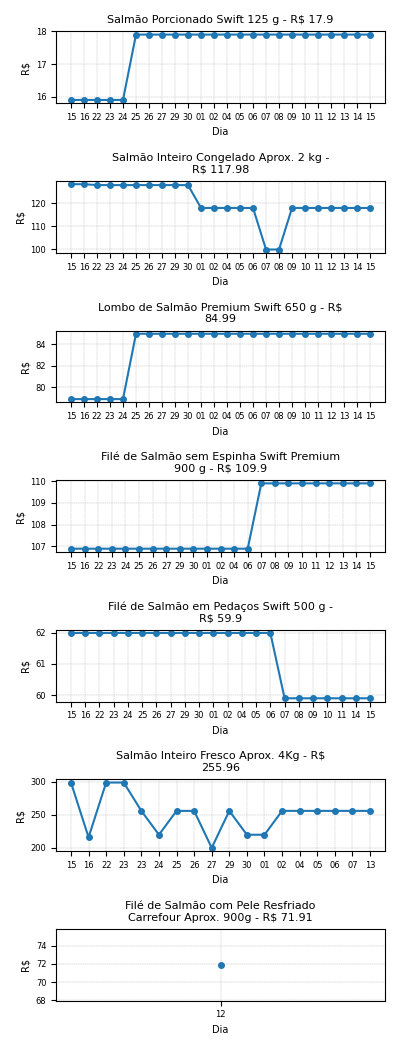 Salmão Porcionado Swift 125 g - R$ 17.9
18
17
16
R$
15 16 22 23 24 25 26 27 28 29 30 01 02 03 04 05 06 07 08 09 10 11 12 13 14 15
Dia
Salmão Inteiro Congelado Aprox. 2 kg -
R$ 117.98
120
110
100
R$
15 16 22 23 24 25 26 27 29 30 01 02 04 05 06 07 08 09 10 11 12 13 14 15
Dia
Lombo de Salmão Premium Swift 650 g - R$
84.99
84
82
80
R$
15 16 22 23 24 25 26 27 28 29 30 01 02 03 04 05 06 07 08 09 10 11 12 13 14 15
Dia
Filé de Salmão sem Espinha Swift Premium
900 g - R$ 109.9
110
109
108
107
R$
15 16 22 23 24 25 26 27 29 30 01 02 04 06 07 08 09 10 11 12 13 14 15
Dia
Filé de Salmão em Pedaços Swift 500 g -
R$ 59.9
62
61
60
R$
15 16 22 23 24 25 26 27 29 30 01 02 04 05 06 07 08 09 10 11 14 15
Dia
Salmão Inteiro Fresco Aprox. 4Kg - R$
255.96
300
250
200
R$
15 16 22 23 23 24 25 26 27 29 30 01 02 04 05 06 07 13
Dia
Filé de Salmão com Pele Resfriado
Carrefour Aprox. 900g - R$ 71.91
74
72
70
68
R$
12
Dia